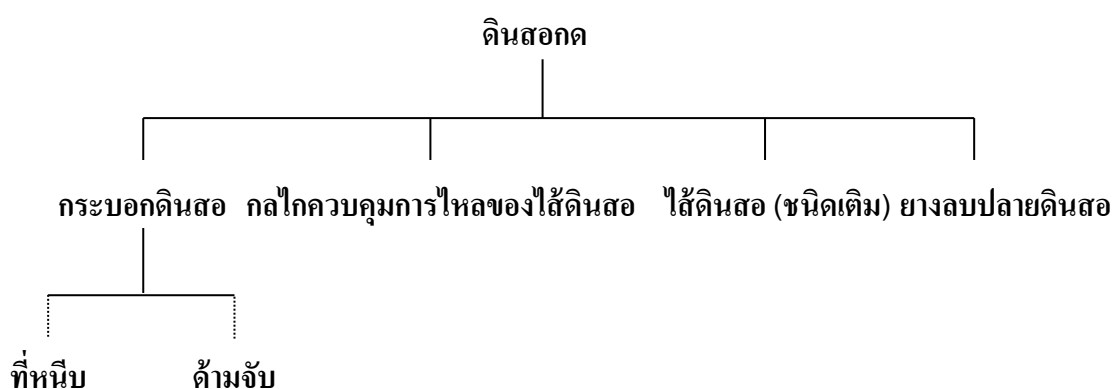 ดินสอกด
กระบอกดินสอ กลไกควบคุมการไหลของไส้ดินสอ ไส้ดินสอ (ชนิดเติม) ยางลบปลายดินสอ
ที่หนีบ ด้ามจับ